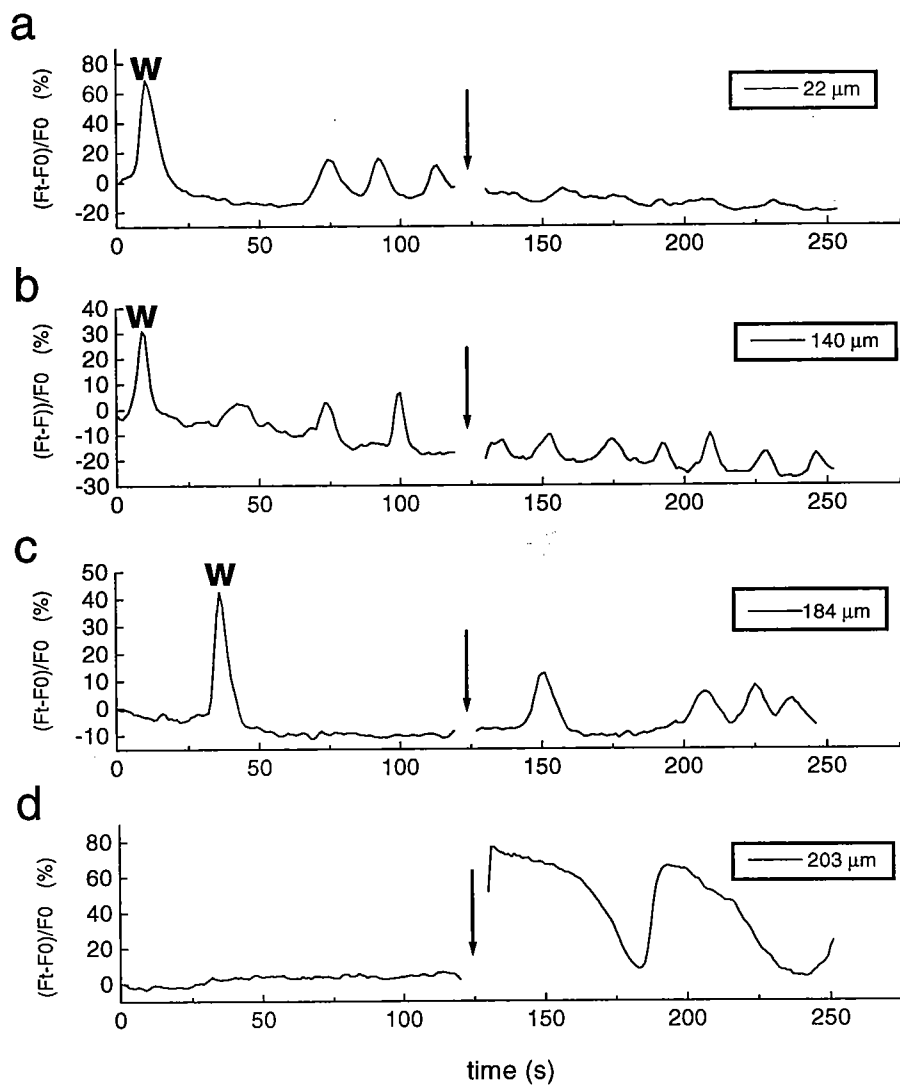 a
(Ft-F0)/F0 (%)
80
60
40
20
0
-20
W
22 µm
0 50 100 150 200 250
b
(Ft-F))/F0 (%)
40
30
20
10
0
-10
-20
-30
W
140 µm
0 50 100 150 200 250
c
(Ft-F0)/F0 (%)
50
40
30
20
10
0
-10
W
184 µm
0 50 100 150 200 250
d
(Ft-F0)/F0 (%)
80
60
40
20
0
203 µm
0 50 100 150 200 250
time (s)